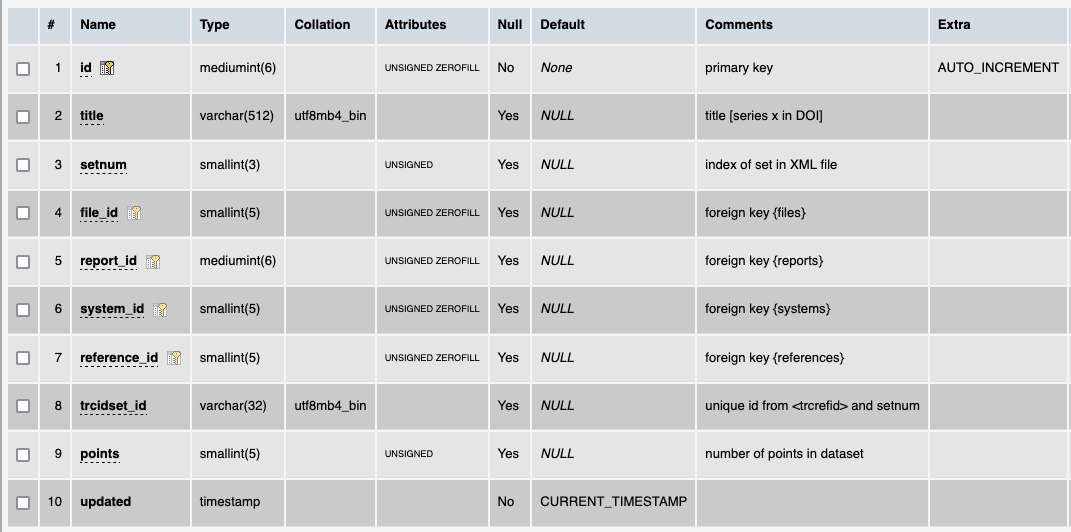 # Name Type Collation Attributes Null Default Comments Extra
1 id mediumint(6) UNSIGNED ZEROFILL No None primary key AUTO_INCREMENT
2 title varchar(512) utf8mb4_bin Yes NULL title [series x in DOI]
3 setnum smallint(3) UNSIGNED Yes NULL index of set in XML file
4 file_id smallint(5) UNSIGNED ZEROFILL Yes NULL foreign key {files}
5 report_id mediumint(6) UNSIGNED ZEROFILL Yes NULL foreign key {reports}
6 system_id smallint(5) UNSIGNED ZEROFILL Yes NULL foreign key {systems}
7 reference_id smallint(5) UNSIGNED ZEROFILL Yes NULL foreign key {references}
8 trcidset_id varchar(32) utf8mb4_bin Yes NULL unique id from <trcrefid> and setnum
9 points smallint(5) UNSIGNED Yes NULL number of points in dataset
10 updated timestamp No CURRENT_TIMESTAMP